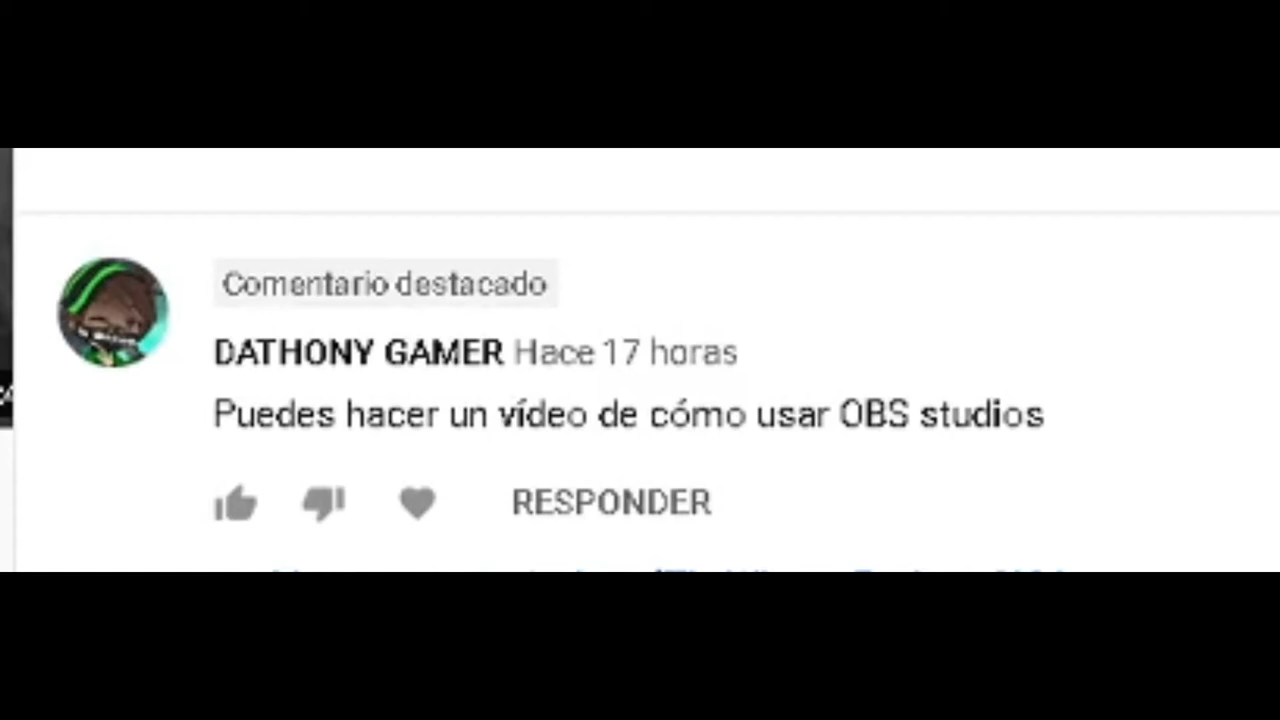 Comentario destacado
DATHONY GAMER Hace 17 horas
Puedes hacer un vídeo de cómo usar OBS studios
RESPONDER